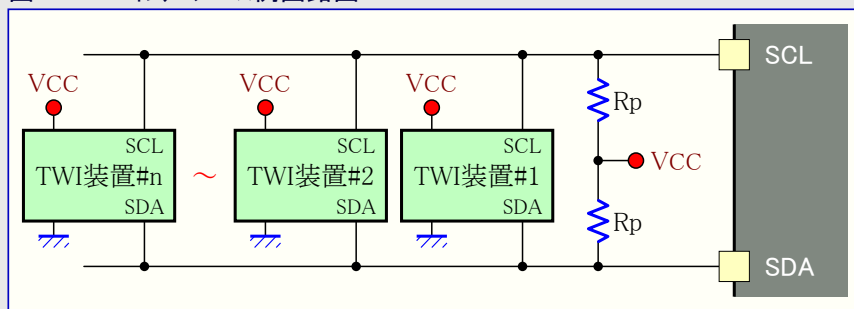 SCL
VCC
VCC
VCC
Rp
SCL
SCL
SCL
TWI装置#n
～
TWI装置#2
TWI装置#1
VCC
SDA
SDA
SDA
Rp
SDA